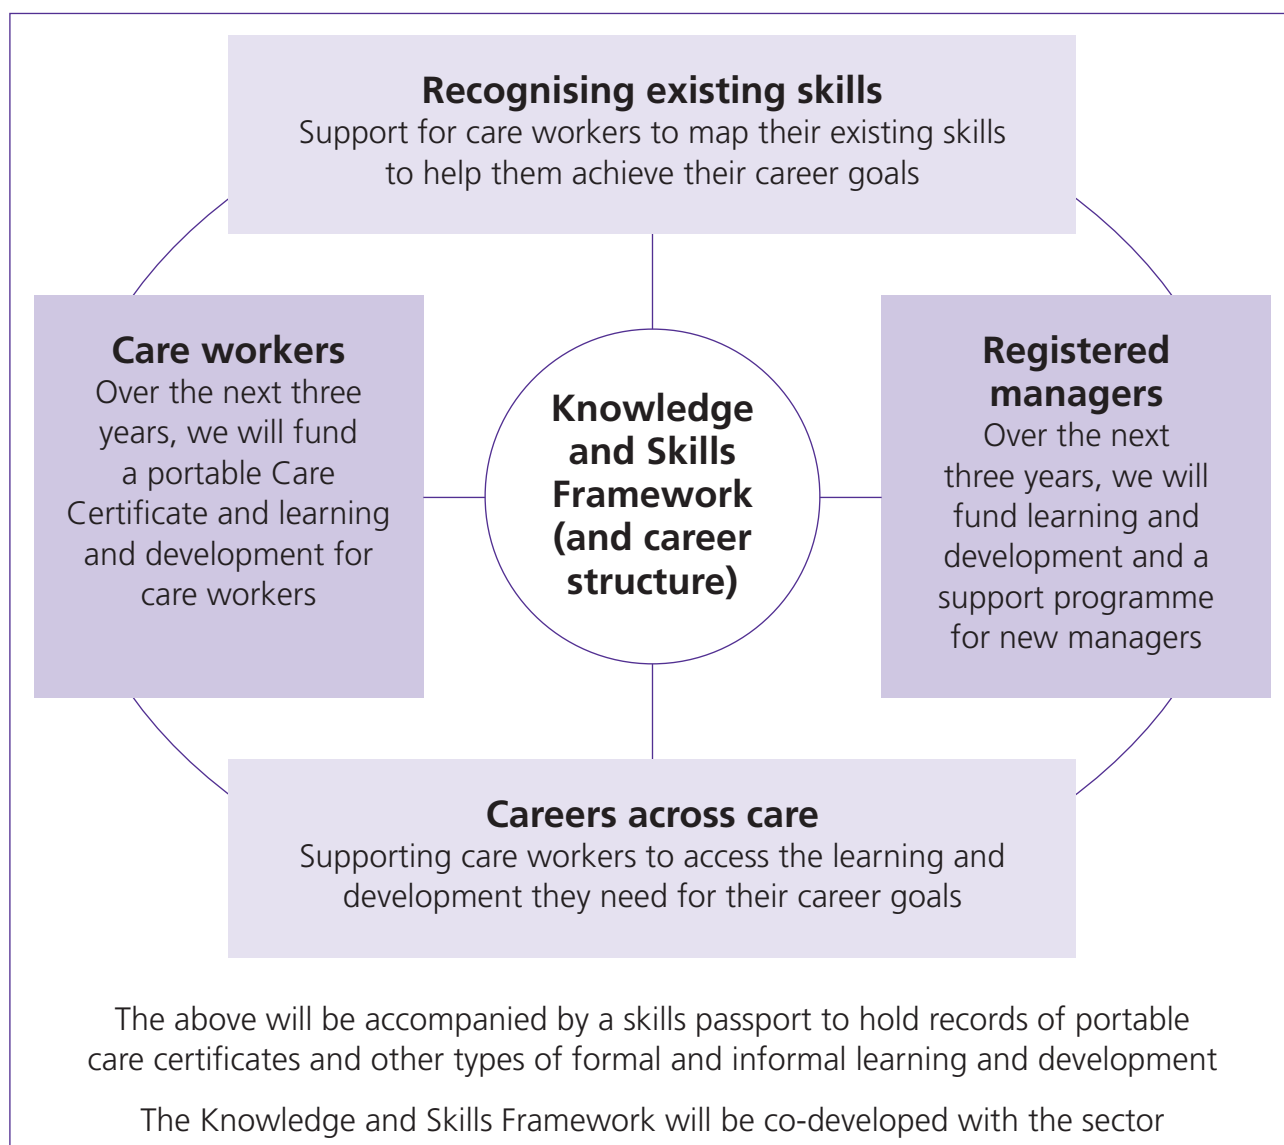 Recognising existing skills
Support for care workers to map their existing skills
to help them achieve their career goals
Care workers
Over the next three
years, we will fund
a portable Care
Certificate and learning
and development for
care workers
Knowledge
and Skills
Framework
(and career
structure)
Registered
managers
Over the next
three years, we will
fund learning and
development and a
support programme
for new managers
Careers across care
Supporting care workers to access the learning and
development they need for their career goals
The above will be accompanied by a skills passport to hold records of portable
care certificates and other types of formal and informal learning and development
The Knowledge and Skills Framework will be co-developed with the sector